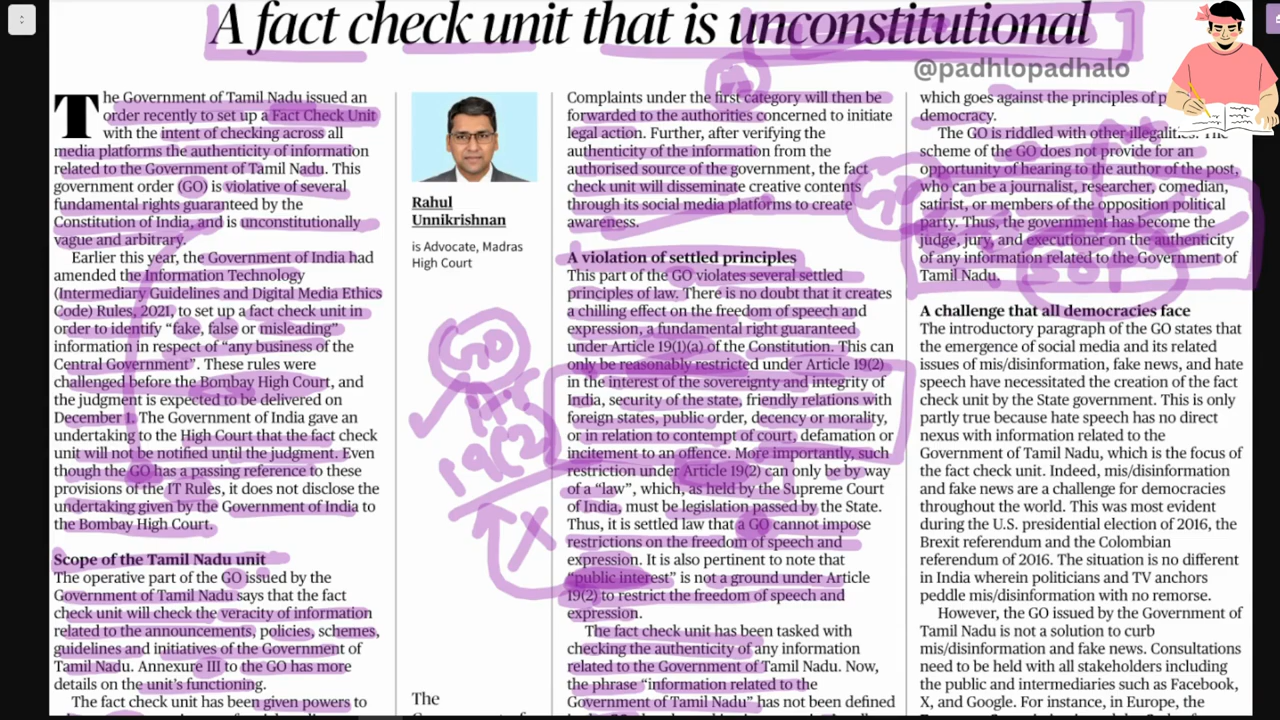 A fact check unit that is unconstitutional
@padhlopadhalo
The Government of Tamil Nadu issued an
order recently to set up a Fact Check Unit
with the intent of checking across all
media platforms the authenticity of information
related to the Government of Tamil Nadu. This
government order (GO) is violative of several
fundamental rights guaranteed by the
Constitution of India, and is unconstitutionally
vague and arbitrary.
Earlier this year, the Government of India had
amended the Information Technology
(Intermediary Guidelines and Digital Media Ethics
Code) Rules, 2021, to set up a fact check unit in
order to identify “fake, false or misleading”
information in respect of “any business of the
Central Government”. These rules were
challenged before the Bombay High Court, and
the judgment is expected to be delivered on
December 1. The Government of India gave an
undertaking to the High Court that the fact check
unit will not be notified until the judgment. Even
though the GO has a passing reference to these
provisions of the IT Rules, it does not disclose the
undertaking given by the Government of India to
the Bombay High Court.
Scope of the Tamil Nadu unit
The operative part of the GO issued by the
Government of Tamil Nadu says that the fact
check unit will check the veracity of information
related to the announcements, policies, schemes,
guidelines and initiatives of the Government of
Tamil Nadu. Annexure III to the GO has more
details on the unit’s functioning.
The fact check unit has been given powers to
Rahul
Unnikrishnan
is Advocate, Madras
High Court
GO
19(2)
The
Complaints under the first category will then be
forwarded to the authorities concerned to initiate
legal action. Further, after verifying the
authenticity of the information from the
authorised source of the government, the fact
check unit will disseminate creative contents
through its social media platforms to create
awareness.
A violation of settled principles
This part of the GO violates several settled
principles of law. There is no doubt that it creates
a chilling effect on the freedom of speech and
expression, a fundamental right guaranteed
under Article 19(1)(a) of the Constitution. This can
only be reasonably restricted under Article 19(2)
in the interest of the sovereignty and integrity of
India, security of the state, friendly relations with
foreign states, public order, decency or morality,
or in relation to contempt of court, defamation or
incitement to an offence. More importantly, such
restriction under Article 19(2) can only be by way
of a “law”, which, as held by the Supreme Court
of India, must be legislation passed by the State.
Thus, it is settled law that a GO cannot impose
restrictions on the freedom of speech and
expression. It is also pertinent to note that
“public interest” is not a ground under Article
19(2) to restrict the freedom of speech and
expression.
The fact check unit has been tasked with
checking the authenticity of any information
related to the Government of Tamil Nadu. Now,
the phrase “information related to the
Government of Tamil Nadu” has not been defined
which goes against the principles of
democracy.
The GO is riddled with other illegalities. The
scheme of the GO does not provide for an
opportunity of hearing to the author of the post,
who can be a journalist, researcher, comedian,
satirist, or members of the opposition political
party. Thus, the government has become the
judge, jury, and executioner on the authenticity
of any information related to the Government of
Tamil Nadu.
A challenge that all democracies face
The introductory paragraph of the GO states that
the emergence of social media and its related
issues of mis/disinformation, fake news, and hate
speech have necessitated the creation of the fact
check unit by the State government. This is only
partly true because hate speech has no direct
nexus with information related to the
Government of Tamil Nadu, which is the focus of
the fact check unit. Indeed, mis/disinformation
and fake news are a challenge for democracies
throughout the world. This was most evident
during the U.S. presidential election of 2016, the
Brexit referendum and the Colombian
referendum of 2016. The situation is no different
in India wherein politicians and TV anchors
peddle mis/disinformation with no remorse.
However, the GO issued by the Government of
Tamil Nadu is not a solution to curb
mis/disinformation and fake news. Consultations
need to be held with all stakeholders including
the public and intermediaries such as Facebook,
X, and Google. For instance, in Europe, the